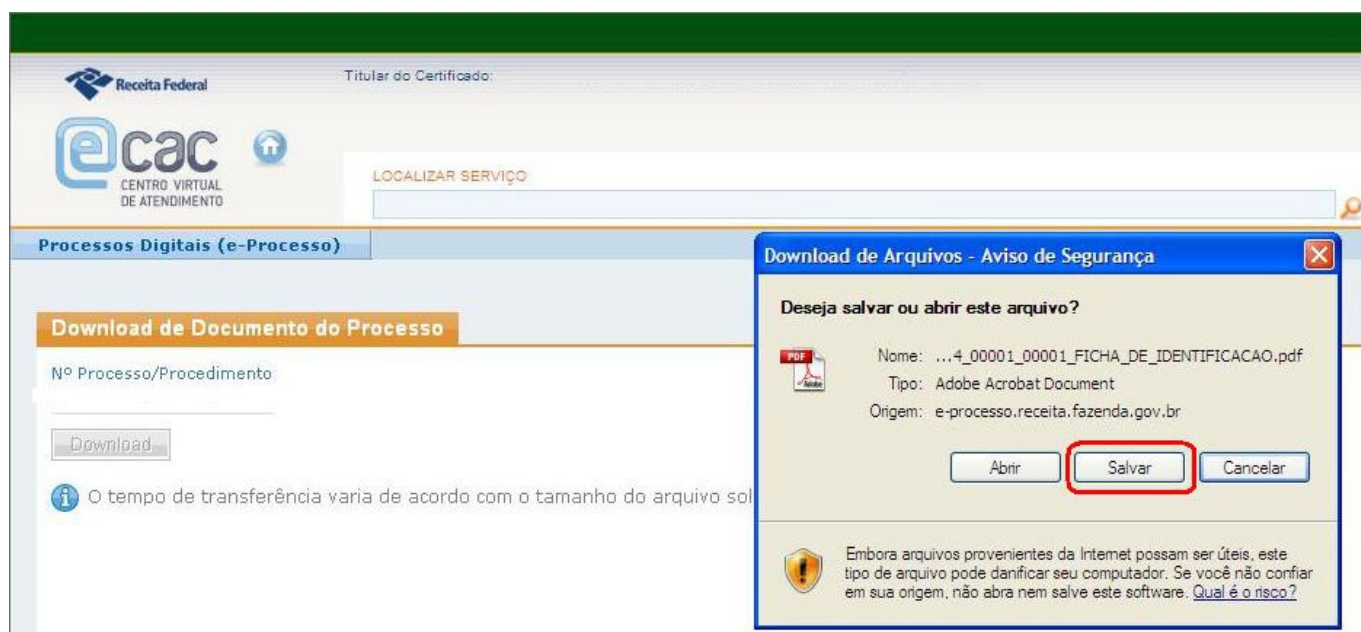 Receita Federal
Titular do Certificado:
ecac
CENTRO VIRTUAL
DE ATENDIMENTO
LOCALIZAR SERVIÇO
Processos Digitais (e-Processo)
Download de Documento do Processo
Nº Processo/Procedimento
Download
O tempo de transferência varia de acordo com o tamanho do arquivo sol
Download de Arquivos - Aviso de Segurança
Deseja salvar ou abrir este arquivo?
PDF
Adobe
Nome: ...4_00001_00001_FICHA_DE_IDENTIFICACAO.pdf
Tipo: Adobe Acrobat Document
Origem: e-processo.receita.fazenda.gov.br
Abrir Salvar Cancelar
Embora arquivos provenientes da Internet possam ser úteis, este
tipo de arquivo pode danificar seu computador. Se você não confiar
em sua origem, não abra nem salve este software. Qual é o risco?